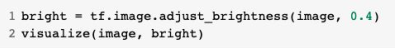 1 bright = tf.image.adjust_brightness(image, 0.4)
2 visualize(image, bright)